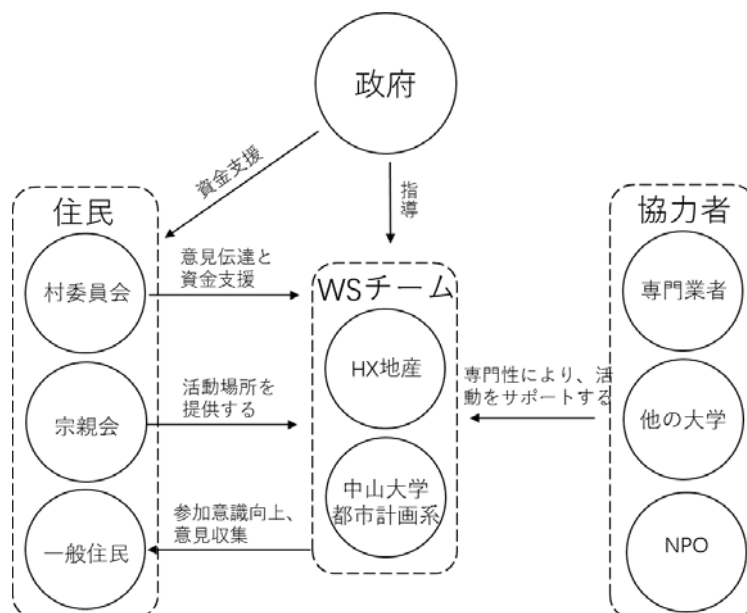 政府
資金支援
指導
住民
村委員会
宗親会
一般住民
意見伝達と
資金支援
活動場所を
提供する
参加意識向上、
意見収集
WSチーム
HX地産
中山大学
都市計画系
専門性により、活
動をサポートする
協力者
専門業者
他の大学
NPO